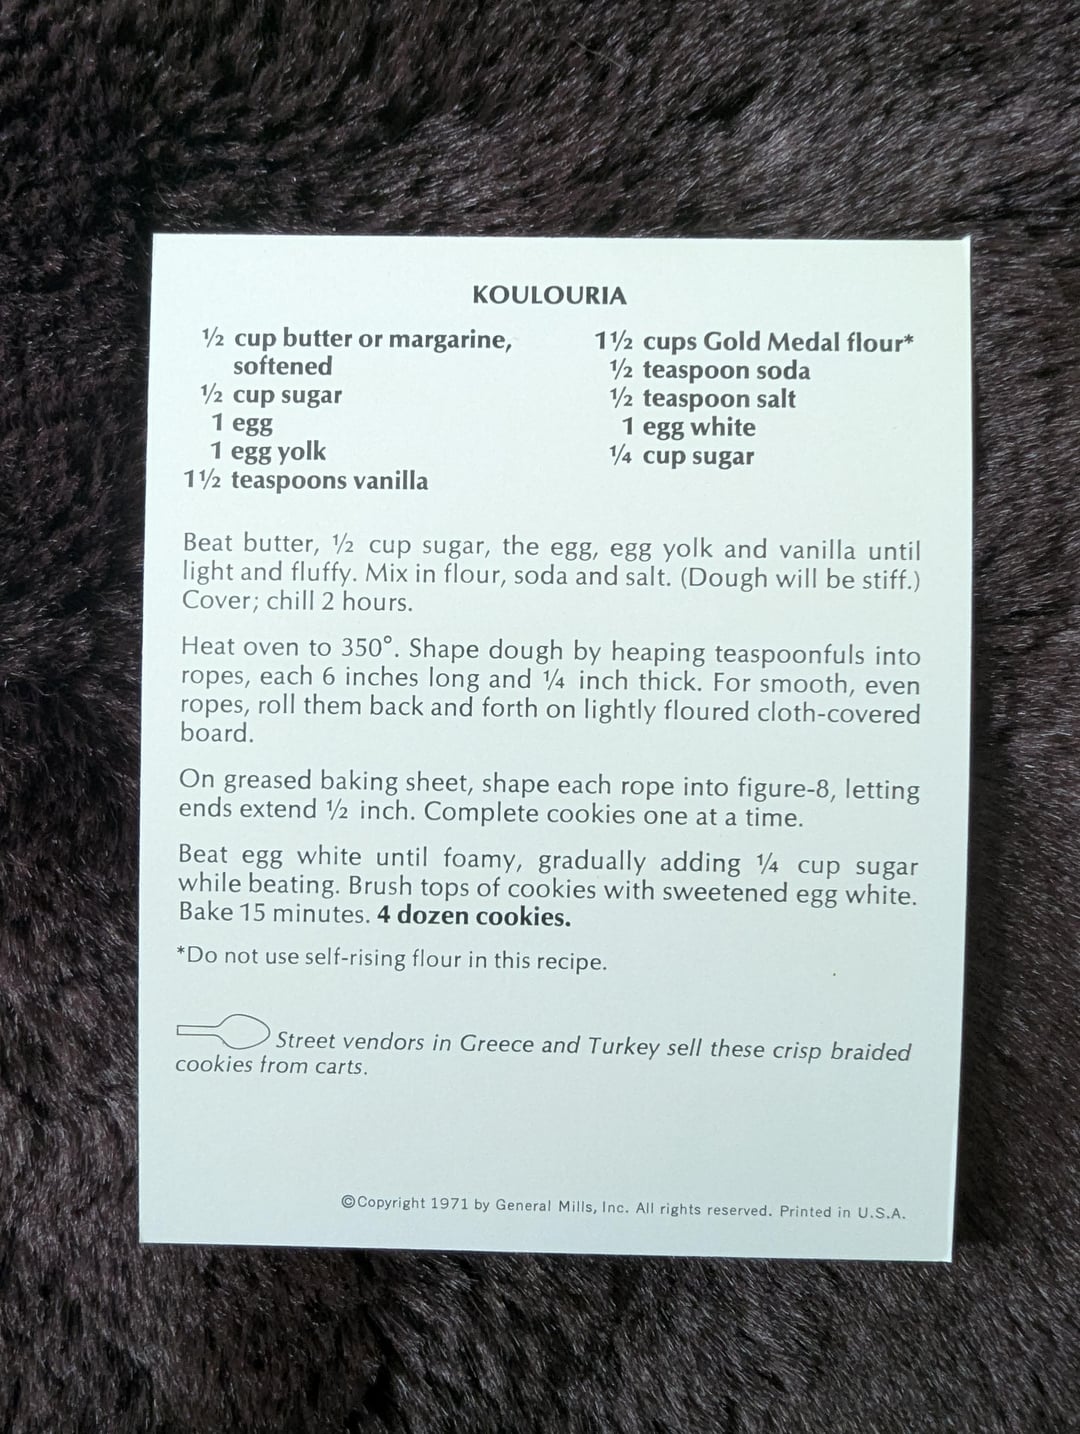 KOULOURIA
½ cup butter or margarine,
softened
½ cup sugar
1 egg
1 egg yolk
1½ teaspoons vanilla
1½ cups Gold Medal flour*
½ teaspoon soda
½ teaspoon salt
1 egg white
¼ cup sugar
Beat butter, ½ cup sugar, the egg, egg yolk and vanilla until
light and fluffy. Mix in flour, soda and salt. (Dough will be stiff.)
Cover; chill 2 hours.
Heat oven to 350°. Shape dough by heaping teaspoonfuls into
ropes, each 6 inches long and ¼ inch thick. For smooth, even
ropes, roll them back and forth on lightly floured cloth-covered
board.
On greased baking sheet, shape each rope into figure-8, letting
ends extend ½ inch. Complete cookies one at a time.
Beat egg white until foamy, gradually adding ¼ cup sugar
while beating. Brush tops of cookies with sweetened egg white.
Bake 15 minutes. 4 dozen cookies.
*Do not use self-rising flour in this recipe.
Street vendors in Greece and Turkey sell these crisp braided
cookies from carts.
©Copyright 1971 by General Mills, Inc. All rights reserved. Printed in U.S.A.